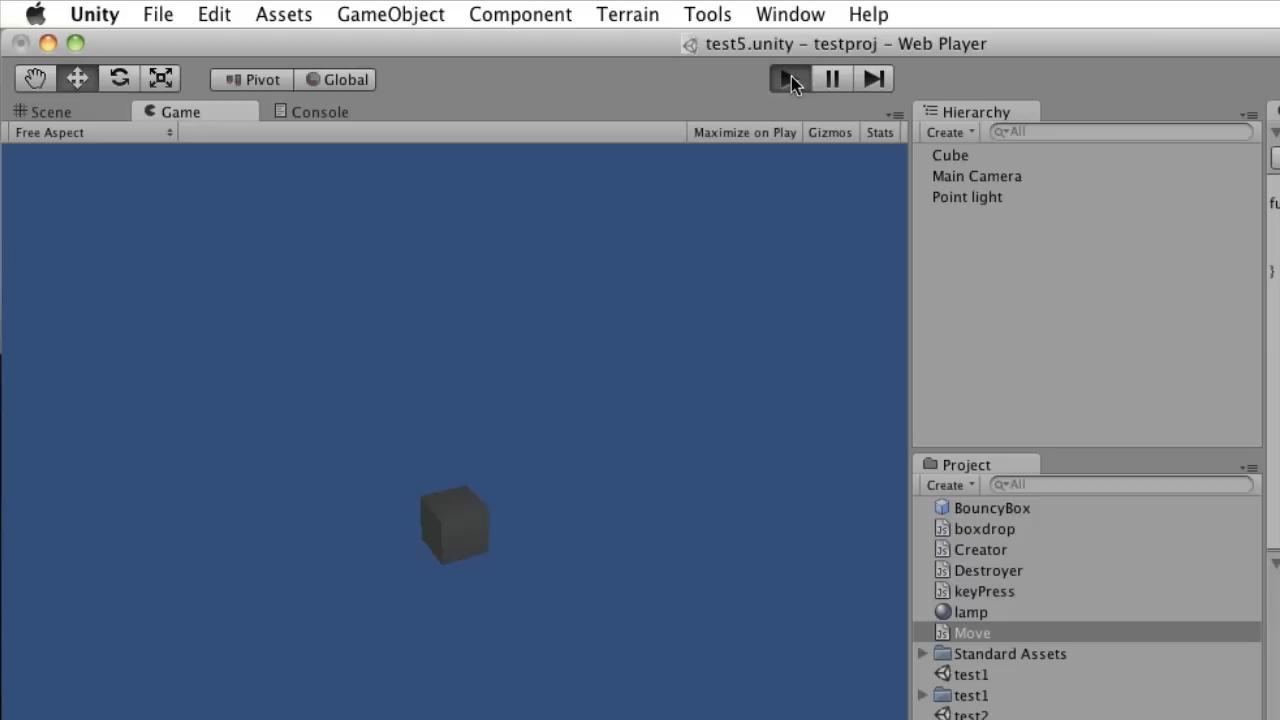 Unity File Edit Assets GameObject Component Terrain Tools Window Help
test5.unity – testproj – Web Player
Pivot Global
Scene Game Console
Free Aspect Maximize on Play Gizmos Stats
Hierarchy
Create All
Cube
Main Camera
Point light
fu
}
Project
Create All
BouncyBox
boxdrop
Creator
Destroyer
keyPress
lamp
Move
Standard Assets
test1
test1
test2